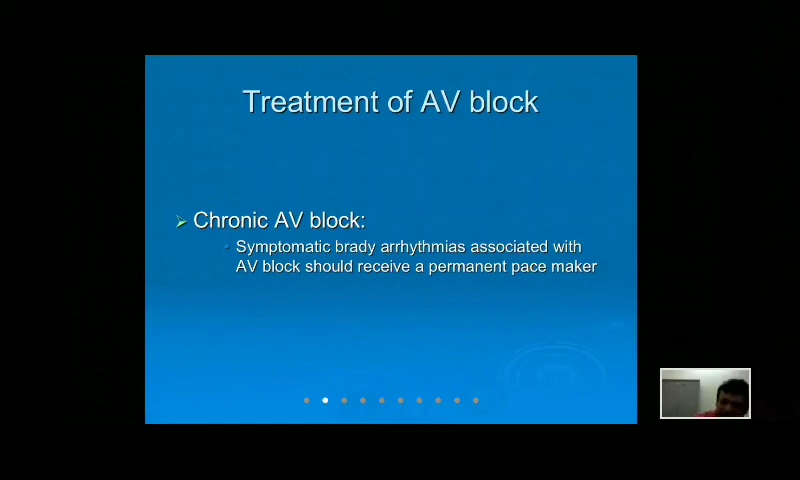 Treatment of AV block
Chronic AV block:
Symptomatic brady arrhythmias associated with
AV block should receive a permanent pace maker